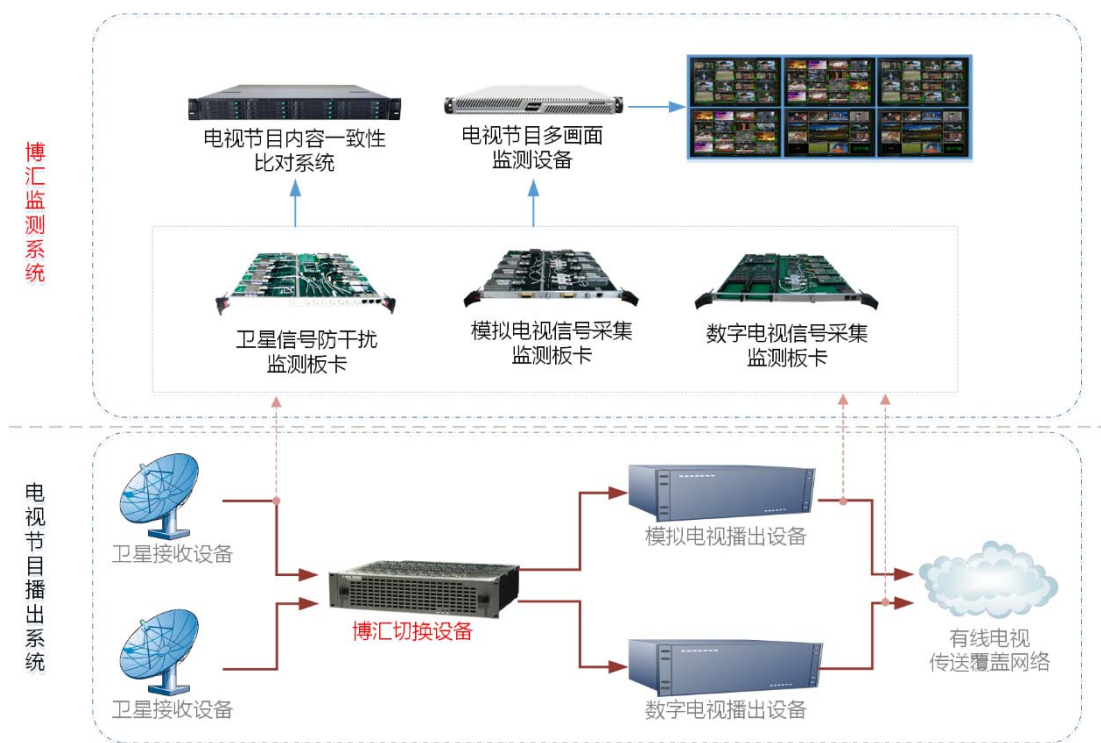 博汇监测系统
电视节目内容一致性
比对系统
电视节目多画面
监测设备
卫星信号防干扰
监测板卡
模拟电视信号采集
监测板卡
数字电视信号采集
监测板卡
电视节目播出系统
卫星接收设备
模拟电视播出设备
博汇切换设备
有线电视
传送覆盖网络
卫星接收设备
数字电视播出设备